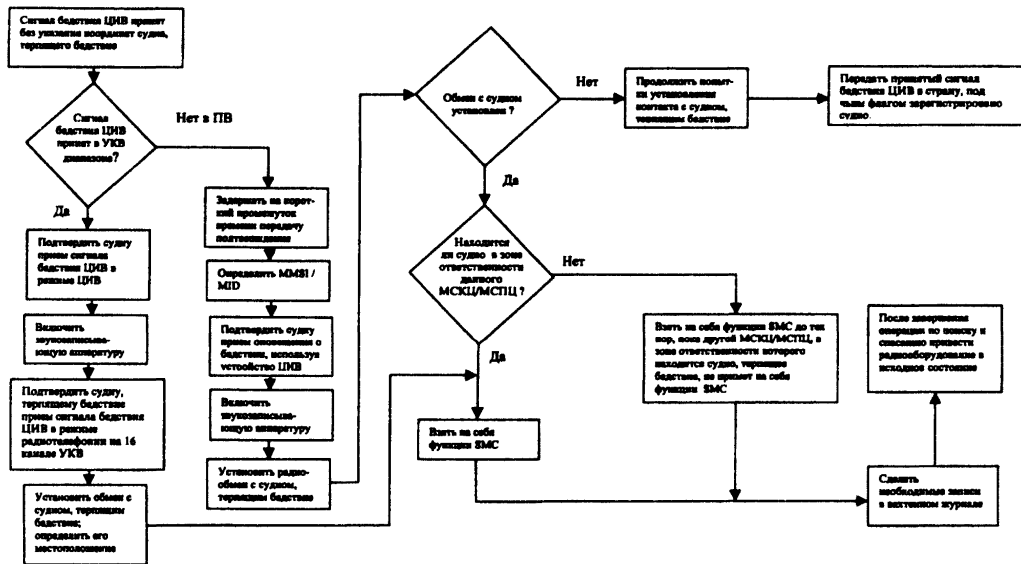 Сигнал бедствия ЦИВ принят
без указания координат судна,
терпящего бедствие
Сигнал
бедствия ЦИВ
принят в УКВ
диапазоне?
Нет в ПВ
Да
Подтвердить судну
прием сигнала
бедствия ЦИВ в
режиме ЦИВ
Включить
звукозаписыва-
ющую аппаратуру
Подтвердить судну,
терпящему бедствие
прием сигнала бедствия
ЦИВ в режиме
радиотелефонии на 16
канале УКВ
Установить обмен с
судном, терпящим
бедствие;
определить его
местоположение
Задержать на корот-
кий промежуток
времени передачу
подтверждения
Определить MMSI /
MID
Подтвердить судну
прием оповещения о
бедствии, используя
устройство ЦИВ
Включить
звукозаписыва-
ющую аппаратуру
Установить радио-
обмен с судном,
терпящим бедствие
Обмен с судном
установлен ?
Нет
Продолжить попыт-
ки установления
контакта с судном,
терпящим бедствие
Передать принятый сигнал
бедствия ЦИВ в страну, под
чьим флагом зарегистрировано
судно.
Да
Находится
ли судно в зоне
ответственности
данного
МСКЦ/МСПЦ ?
Нет
Взять на себя функции SMC до тех
пор, пока другой МСКЦ/МСПЦ, в
зоне ответственности которого
находится судно, терпящее
бедствие, не примет на себя
функции SMC
Да
Взять на себя
функции SMC
Сделать
необходимые записи
в вахтенном журнале
После завершения
операции по поиску и
спасанию привести
радиооборудование в
исходное состояние